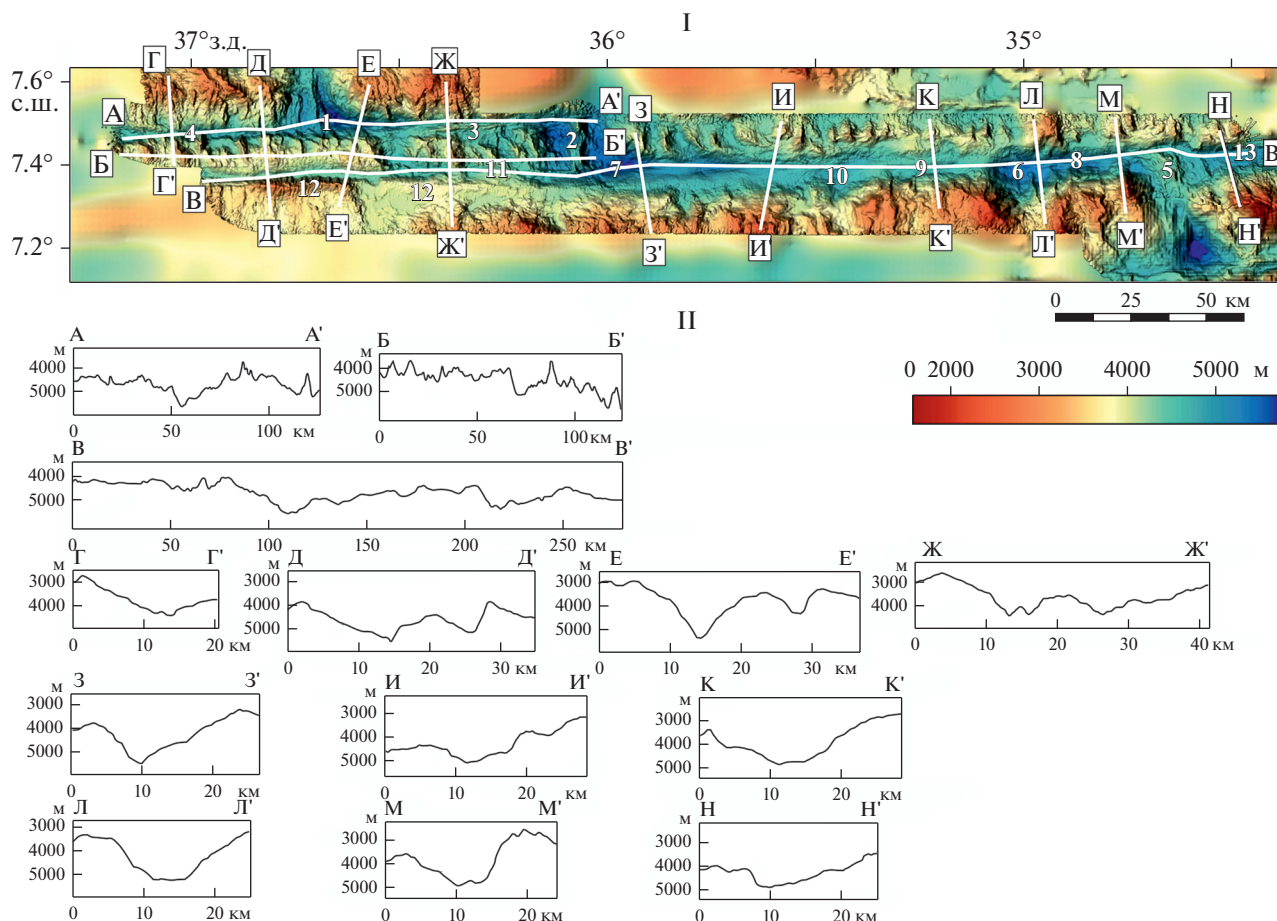 I
37°з.д. 36° 35°
7.6°
с.ш.
7.4°
7.2°
Г Д Е Ж З И К Л М Н
А А'
Б Б'
В В'
4 1 3 2
12 12 11 7 10 9 6 8 5 13
Г' Д' Е' Ж' З' И' К' Л' М' Н'
0 25 50 км
0 2000 3000 4000 5000 м
II
А А'
м
4000
5000
0 50 100 км
Б Б'
м
4000
5000
0 50 100 км
В В'
м
4000
5000
0 50 100 150 200 250 км
Г Г'
м
3000
4000
0 10 20
км
Д Д'
м
4000
5000
0 10 20 30 км
Е Е'
м
3000
4000
5000
0 10 20 30 км
Ж Ж'
м
3000
4000
0 10 20 30 40
км
З З'
м
3000
4000
5000
0 10 20 км
И И'
м
3000
4000
5000
0 10 20 км
К К'
м
3000
4000
5000
0 10 20 км
Л Л'
м
3000
4000
5000
0 10 20 км
М М'
м
3000
4000
5000
0 10 20 км
Н Н'
м
3000
4000
5000
0 10 20 км